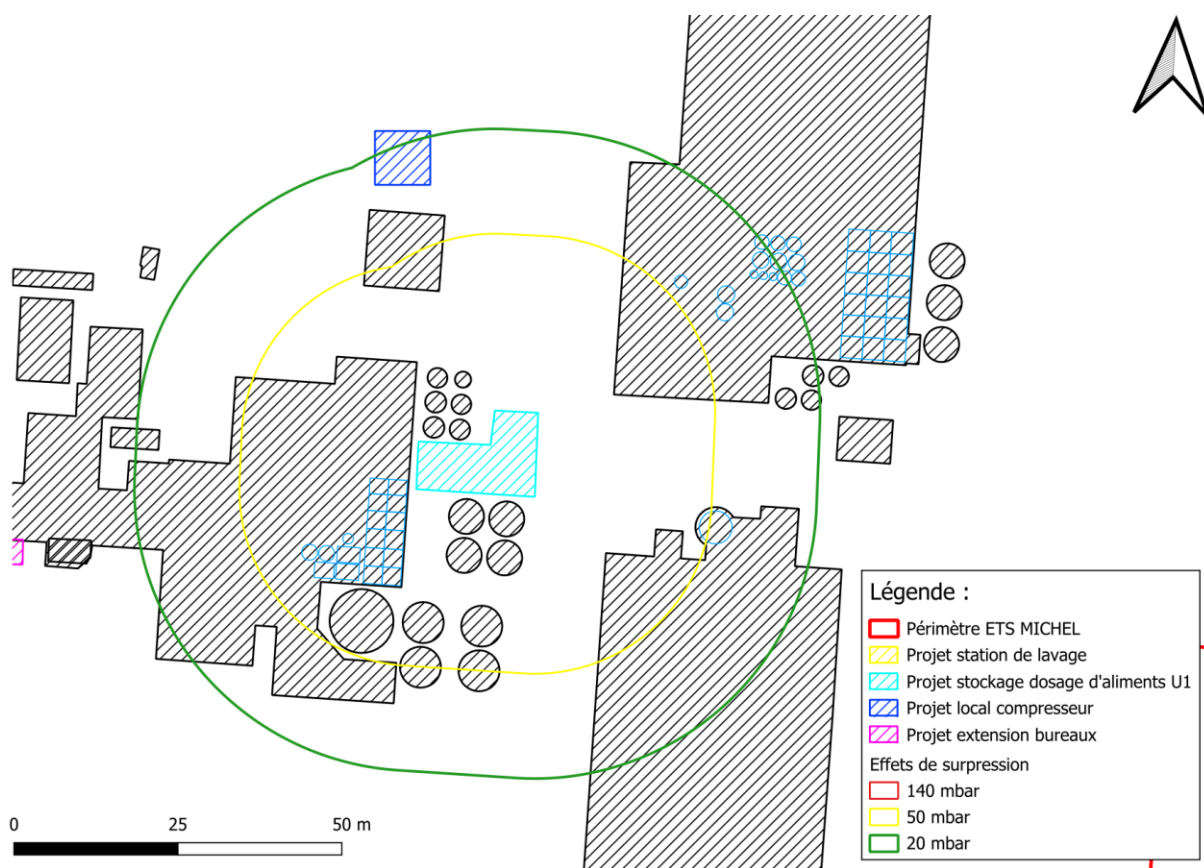 Légende :
Périmètre ETS MICHEL
Projet station de lavage
Projet stockage dosage d'aliments U1
Projet local compresseur
Projet extension bureaux
Effets de surpression
140 mbar
50 mbar
20 mbar
0 25 50 m